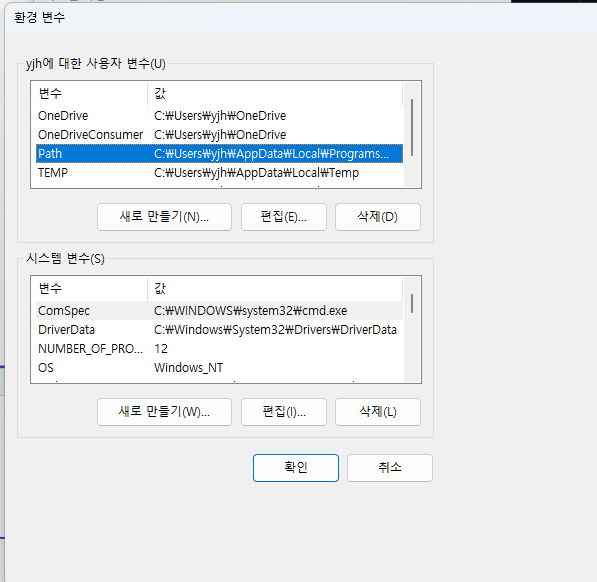 환경 변수
yjh에 대한 사용자 변수(U)
변수 값
OneDrive C:₩Users₩yjh₩OneDrive
OneDriveConsumer C:₩Users₩yjh₩OneDrive
Path C:₩Users₩yjh₩AppData₩Local₩Programs...
TEMP C:₩Users₩yjh₩AppData₩Local₩Temp
새로 만들기(N)... 편집(E)... 삭제(D)
시스템 변수(S)
변수 값
ComSpec C:₩WINDOWS₩system32₩cmd.exe
DriverData C:₩Windows₩System32₩Drivers₩DriverData
NUMBER_OF_PRO... 12
OS Windows_NT
새로 만들기(W)... 편집(I)... 삭제(L)
확인 취소